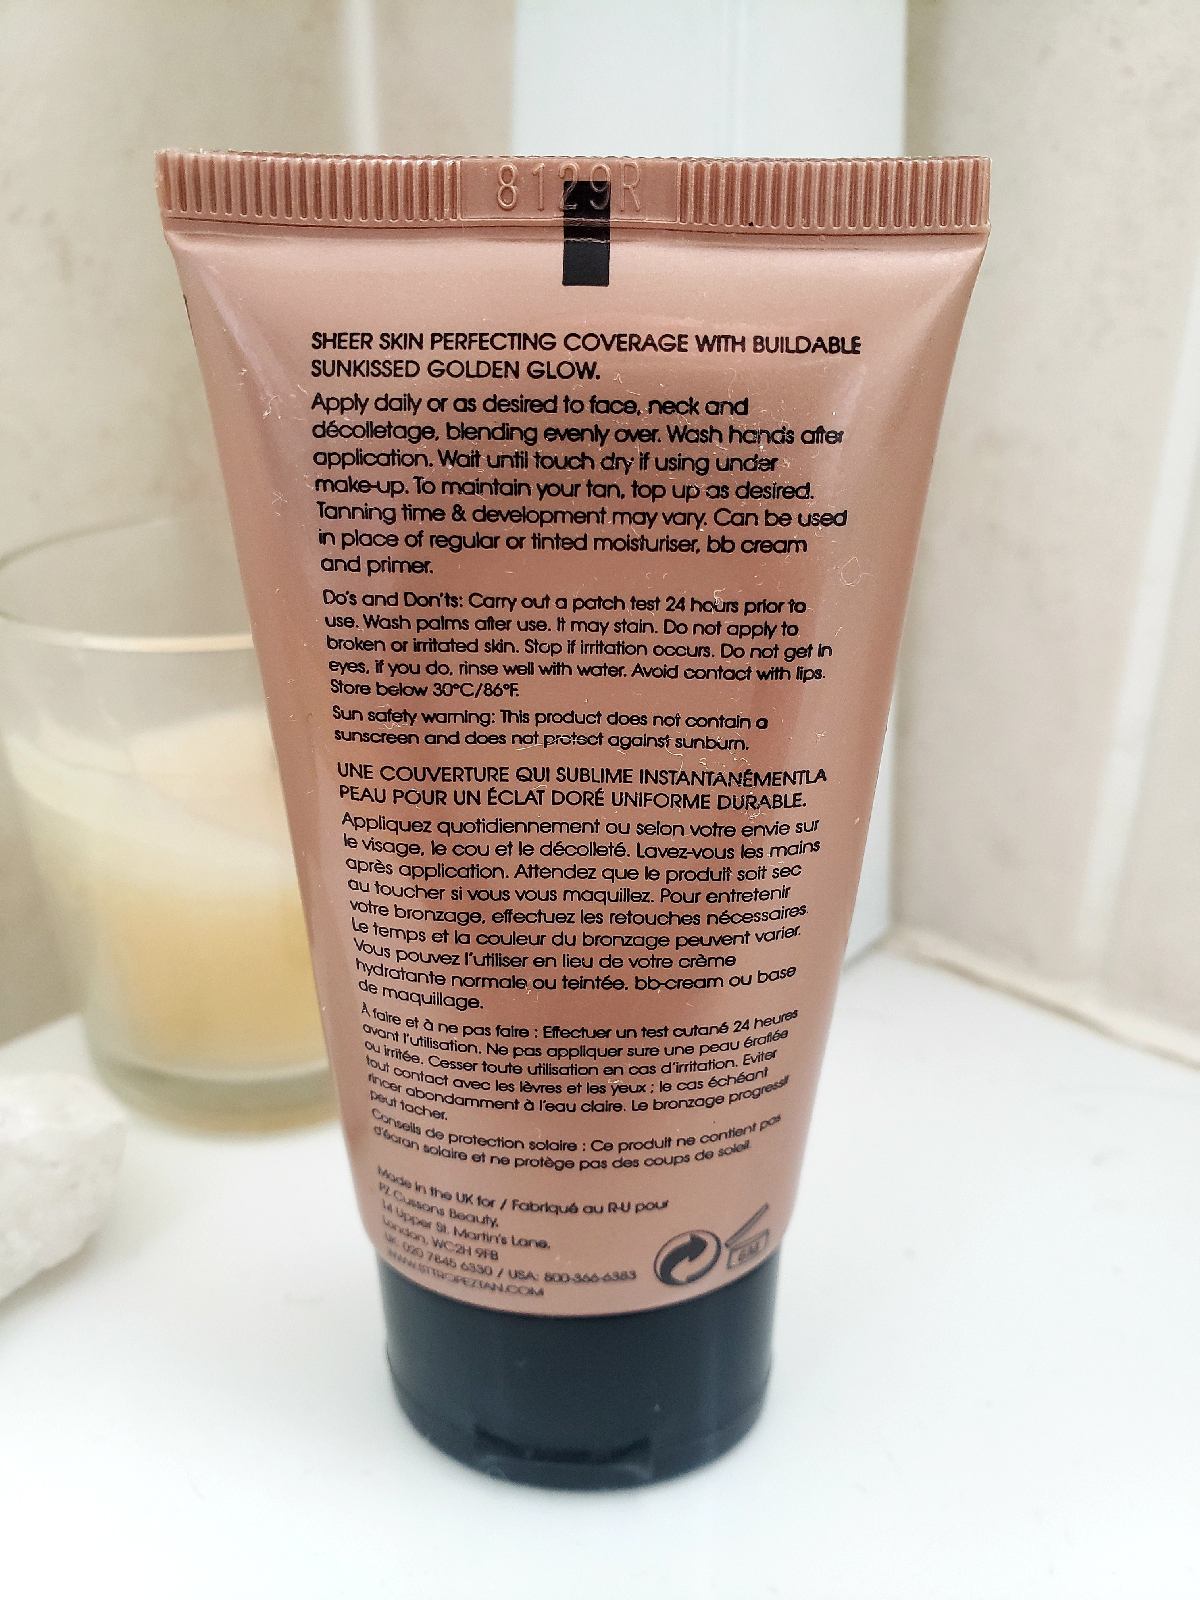 8129R
SHEER SKIN PERFECTING COVERAGE WITH BUILDABLE
SUNKISSED GOLDEN GLOW.
Apply daily or as desired to face, neck and
décolletage, blending evenly over. Wash hands after
application. Wait until touch dry if using under
make-up. To maintain your tan, top up as desired.
Tanning time & development may vary. Can be used
in place of regular or tinted moisturiser, bb cream
and primer.
Do's and Don'ts: Carry out a patch test 24 hours prior to
use. Wash palms after use. It may stain. Do not apply to
broken or irritated skin. Stop if irritation occurs. Do not get in
eyes, if you do, rinse well with water. Avoid contact with lips.
Store below 30°C/86°F.
Sun safety warning: This product does not contain a
sunscreen and does not protect against sunburn.
UNE COUVERTURE QUI SUBLIME INSTANTANÉMENTLA
PEAU POUR UN ÉCLAT DORÉ UNIFORME DURABLE.
Appliquez quotidiennement ou selon votre envie sur
le visage, le cou et le décolleté. Lavez-vous les mains
après application. Attendez que le produit soit sec
au toucher si vous vous maquillez. Pour entretenir
votre bronzage, effectuez les retouches nécessaires.
Le temps et la couleur du bronzage peuvent varier.
Vous pouvez l'utiliser en lieu de votre crème
hydratante normale ou teintée, bb-cream ou base
de maquillage.
À faire et à ne pas faire : Effectuer un test cutané 24 heures
avant l'utilisation. Ne pas appliquer sure une peau éraflée
ou irritée. Cesser toute utilisation en cas d'irritation. Eviter
tout contact avec les lèvres et les yeux ; le cas échéant
rincer abondamment à l'eau claire. Le bronzage progressif
peut tacher.
Conseils de protection solaire : Ce produit ne contient pas
d'écran solaire et ne protège pas des coups de soleil.
Made in the UK for / Fabriqué au R-U pour
PZ Cussons Beauty,
14 Upper St. Martin's Lane,
London, WC2H 9FB
UK: 020 7845 6330 / USA: 800-366-6383
WWW.STTROPEZTAN.COM
6M